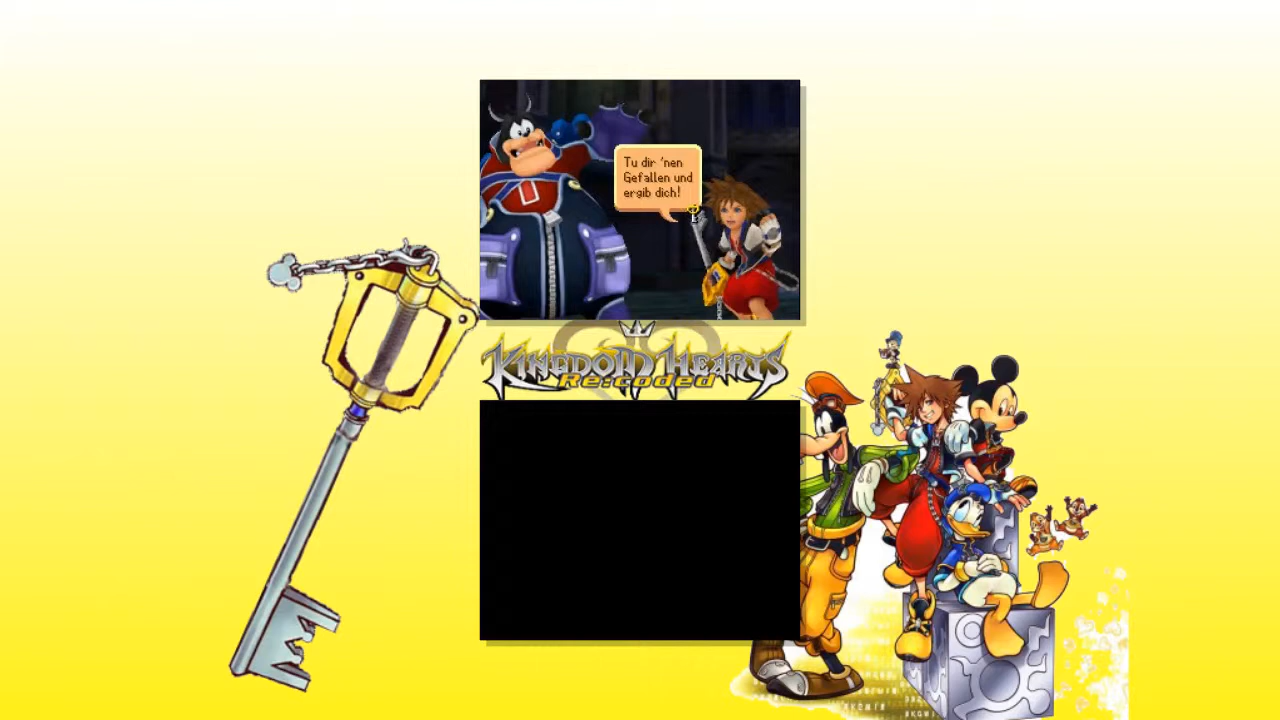 Tu dir 'nen
Gefallen und
ergib dich!
KINGDOM HEARTS
Re:coded